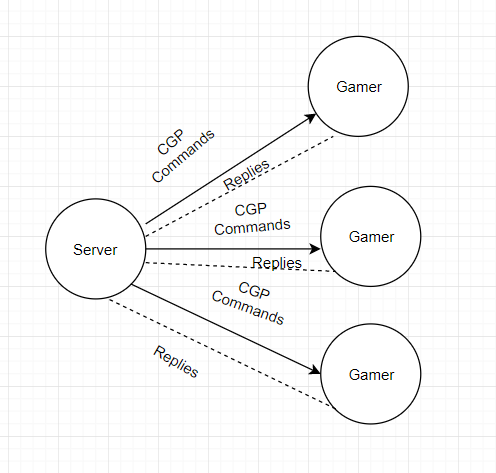 Gamer
CGP
Commands
Replies
CGP
Commands
Server
Gamer
Replies
CGP
Commands
Replies
Gamer